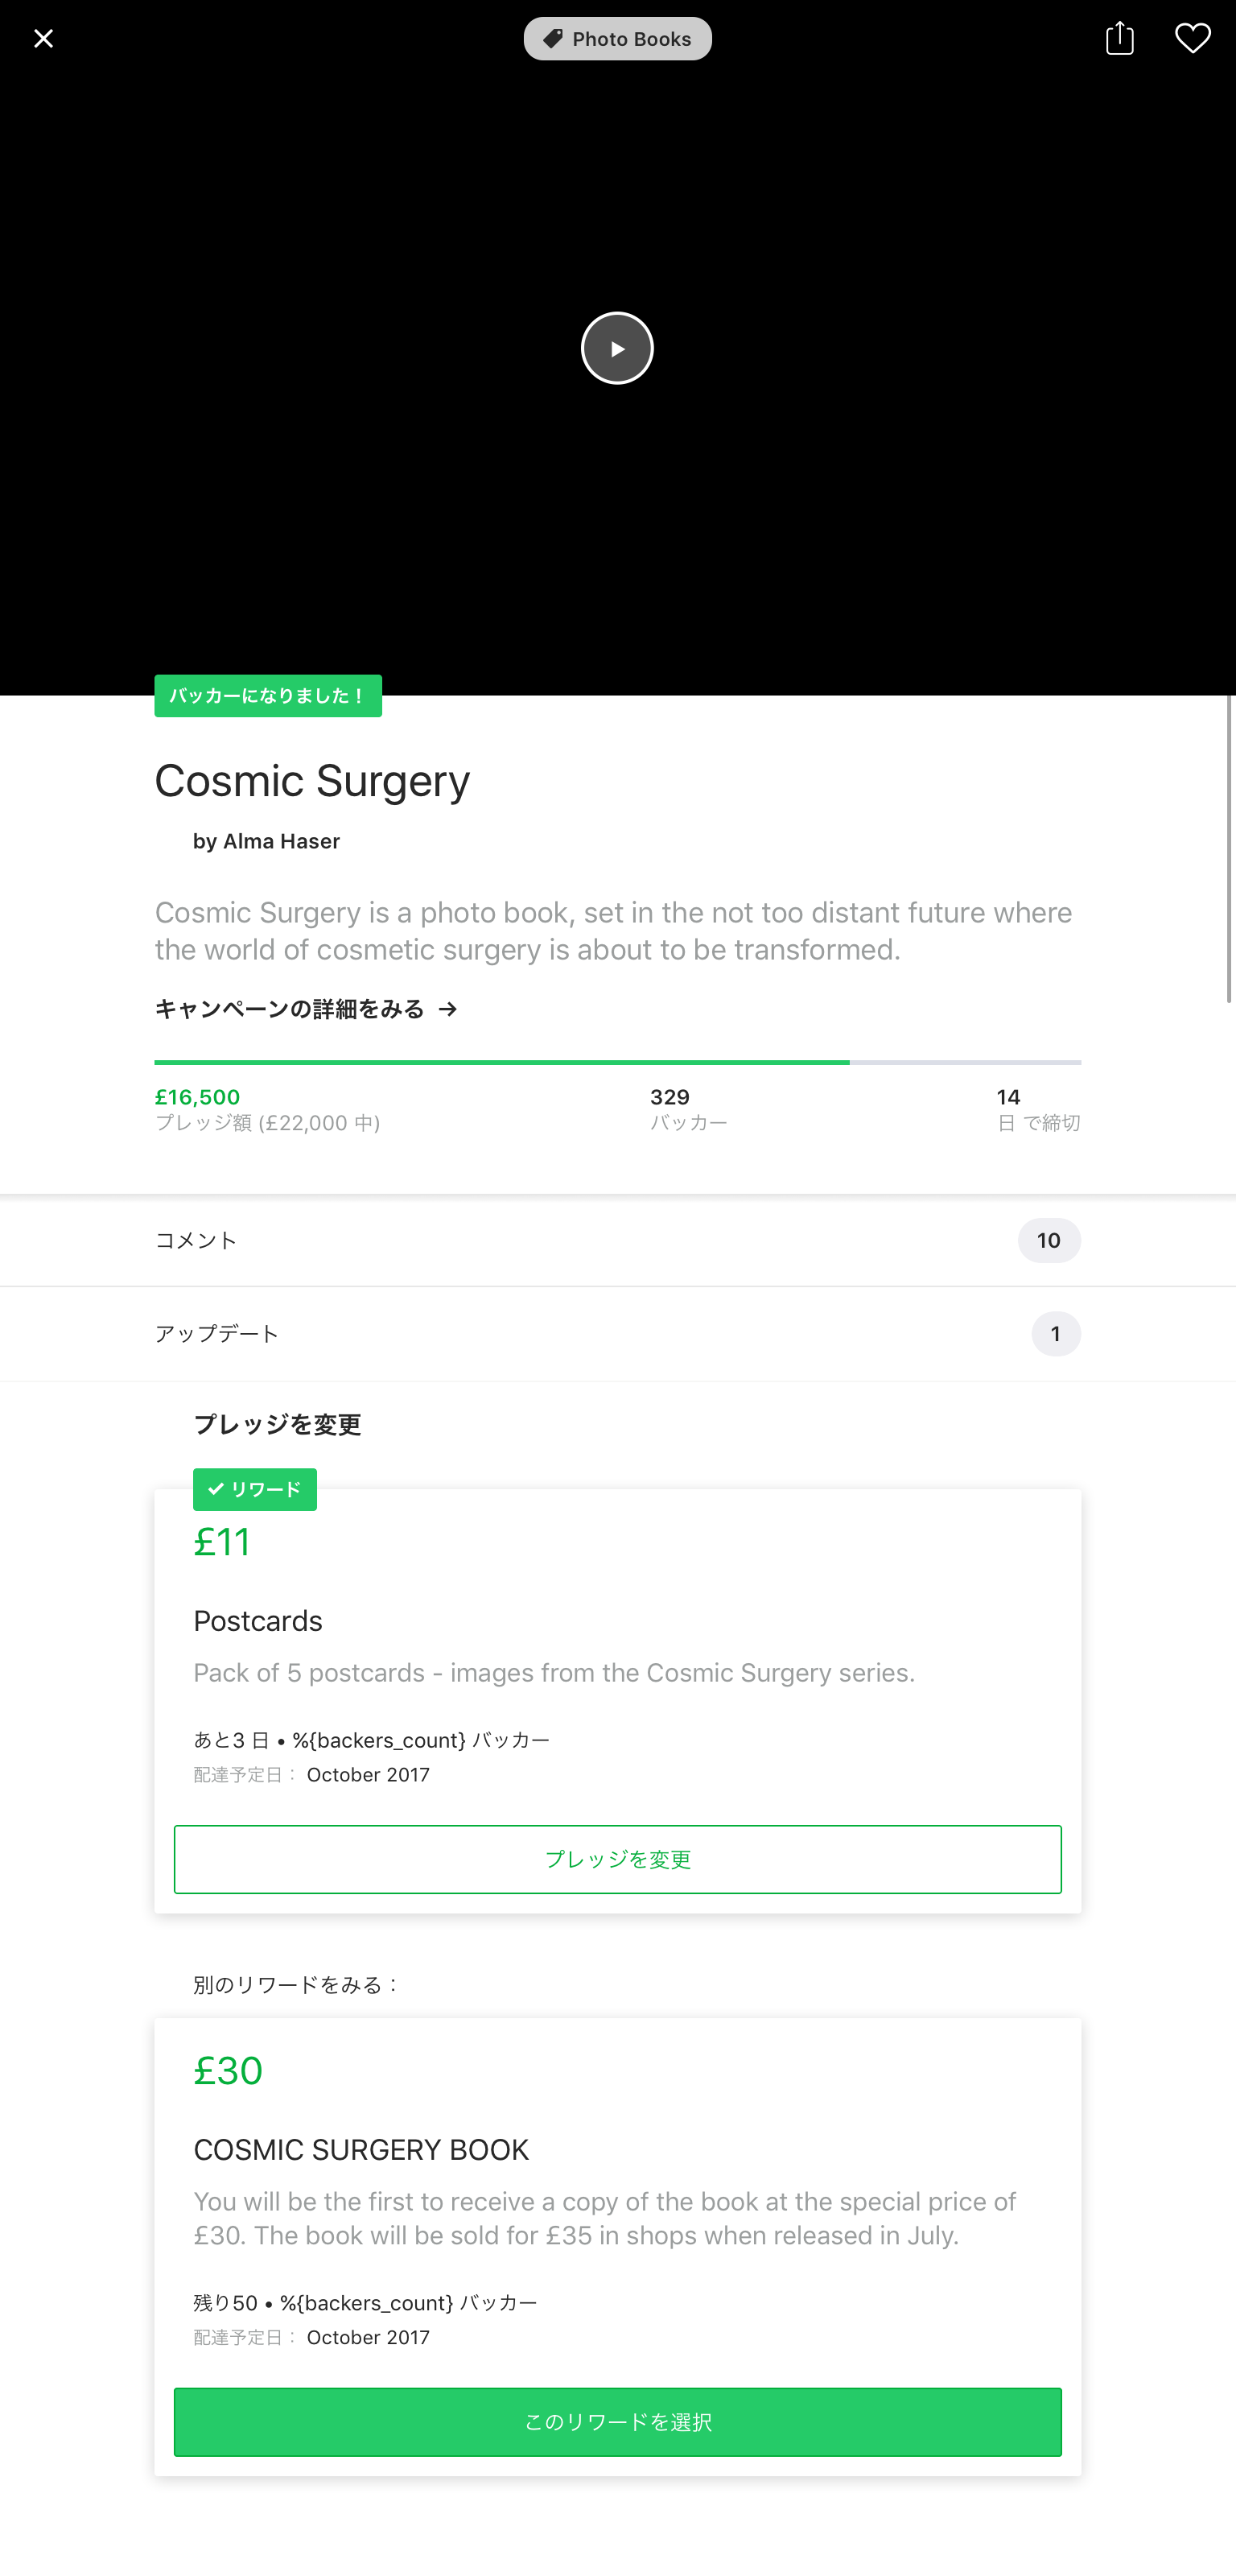 Photo Books
バッカーになりました！
Cosmic Surgery
by Alma Haser
Cosmic Surgery is a photo book, set in the not too distant future where
the world of cosmetic surgery is about to be transformed.
キャンペーンの詳細をみる →
£16,500
プレッジ額 (£22,000 中)
329
バッカー
14
日 で締切
コメント
10
アップデート
1
プレッジを変更
リワード
£11
Postcards
Pack of 5 postcards - images from the Cosmic Surgery series.
あと3 日 • %{backers_count} バッカー
配達予定日： October 2017
プレッジを変更
別のリワードをみる：
£30
COSMIC SURGERY BOOK
You will be the first to receive a copy of the book at the special price of
£30. The book will be sold for £35 in shops when released in July.
残り50 • %{backers_count} バッカー
配達予定日： October 2017
このリワードを選択